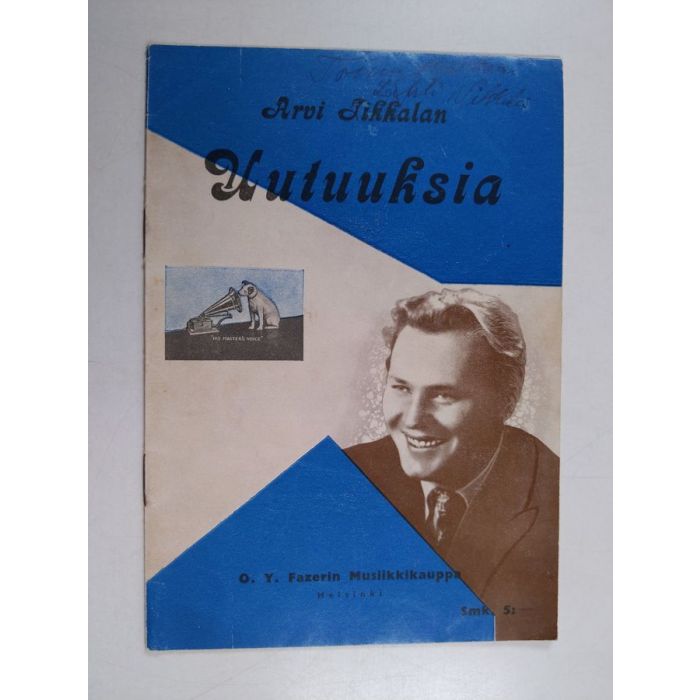 Arvi Tikkalan
Uutuuksia
"HIS MASTER'S VOICE"
O. Y. Fazerin Musiikkikauppa
Helsinki
Smk. 5:—